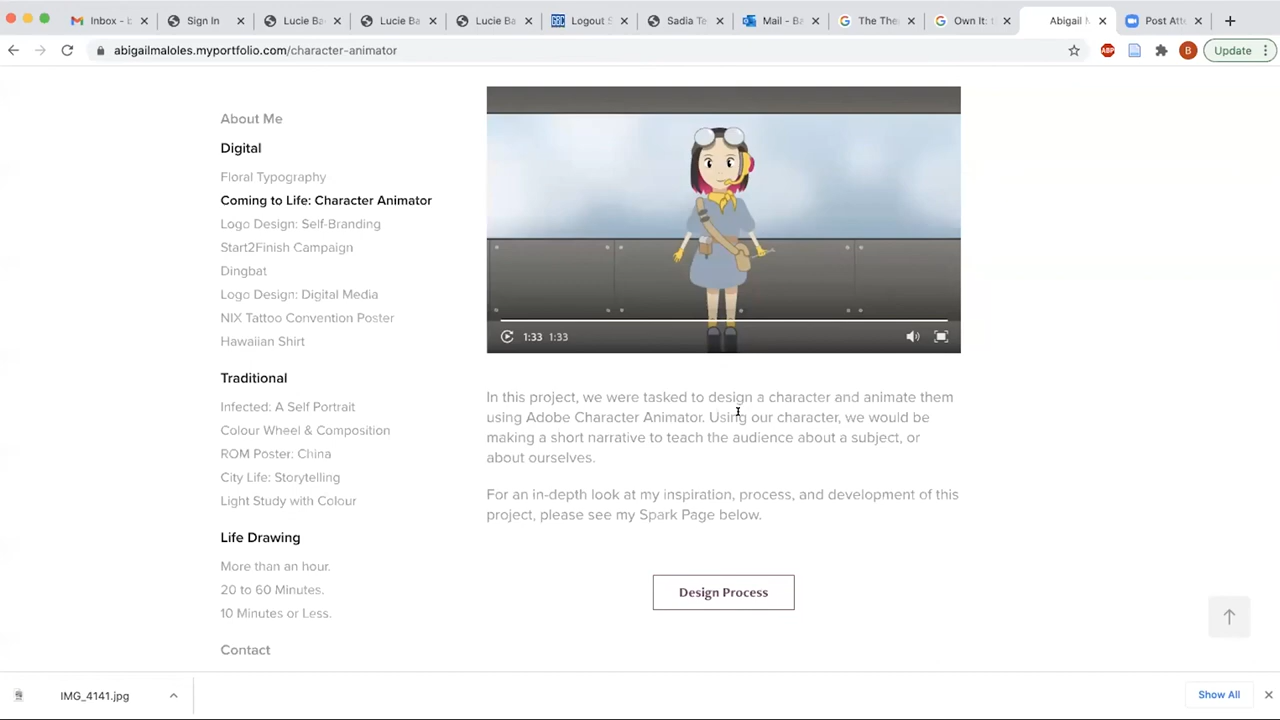 Inbox - b
Sign In
Lucie Ba
Lucie Ba
Lucie Ba
Logout S
Sadia Te
Mail - Ba
The The
Own It: t
Abigail M
Post Atte
abigailmaloles.myportfolio.com/character-animator
ABP
B
Update
About Me
Digital
Floral Typography
Coming to Life: Character Animator
Logo Design: Self-Branding
Start2Finish Campaign
Dingbat
Logo Design: Digital Media
NIX Tattoo Convention Poster
Hawaiian Shirt
Traditional
Infected: A Self Portrait
Colour Wheel & Composition
ROM Poster: China
City Life: Storytelling
Light Study with Colour
Life Drawing
More than an hour.
20 to 60 Minutes.
10 Minutes or Less.
Contact
1:33 1:33
In this project, we were tasked to design a character and animate them
using Adobe Character Animator. Using our character, we would be
making a short narrative to teach the audience about a subject, or
about ourselves.
For an in-depth look at my inspiration, process, and development of this
project, please see my Spark Page below.
Design Process
IMG_4141.jpg
Show All